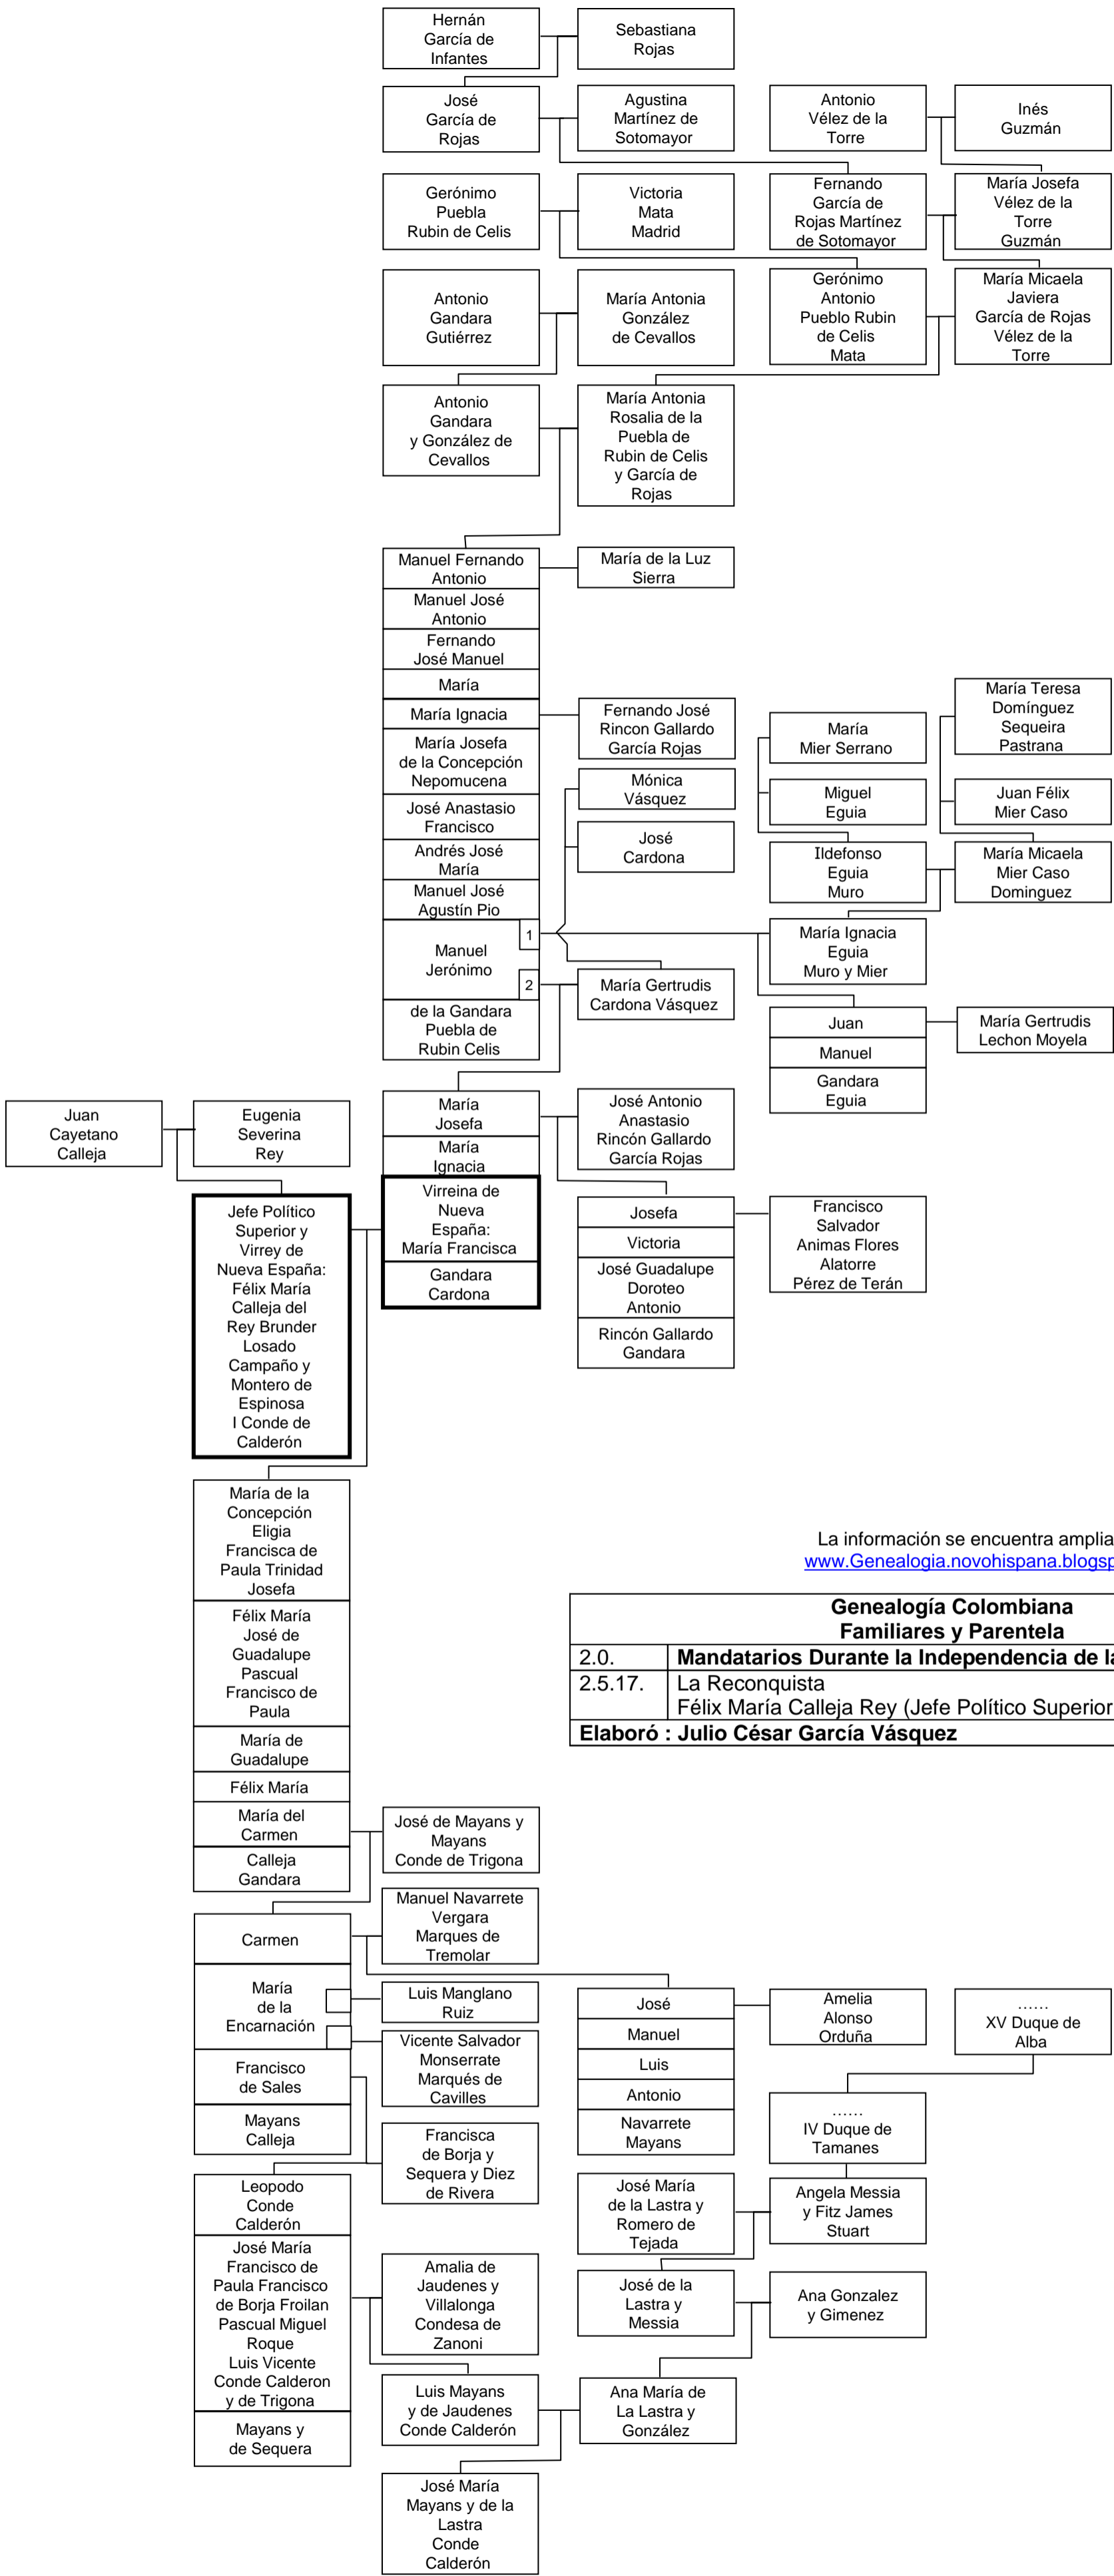 Hernán
García de
Infantes
Sebastiana
Rojas
José
García de
Rojas
Agustina
Martínez de
Sotomayor
Antonio
Vélez de la
Torre
Inés
Guzmán
Gerónimo
Puebla
Rubin de Celis
Victoria
Mata
Madrid
Fernando
García de
Rojas Martínez
de Sotomayor
María Josefa
Vélez de la
Torre
Guzmán
Antonio
Gandara
Gutiérrez
María Antonia
González
de Cevallos
Gerónimo
Antonio
Pueblo Rubin
de Celis
Mata
María Micaela
Javiera
García de Rojas
Vélez de la
Torre
Antonio
Gandara
y González de
Cevallos
María Antonia
Rosalia de la
Puebla de
Rubin de Celis
y García de
Rojas
Manuel Fernando
Antonio
María de la Luz
Sierra
Manuel José
Antonio
Fernando
José Manuel
María
María Ignacia
Fernando José
Rincon Gallardo
García Rojas
María
Mier Serrano
María Teresa
Domínguez
Sequeira
Pastrana
María Josefa
de la Concepción
Nepomucena
Mónica
Vásquez
Miguel
Eguia
Juan Félix
Mier Caso
José Anastasio
Francisco
José
Cardona
Andrés José
María
Ildefonso
Eguia
Muro
María Micaela
Mier Caso
Dominguez
Manuel José
Agustín Pio
Manuel
Jerónimo
1
2
María Ignacia
Eguia
Muro y Mier
María Gertrudis
Cardona Vásquez
de la Gandara
Puebla de
Rubin Celis
Juan
María Gertrudis
Lechon Moyela
Manuel
Gandara
Eguia
Juan
Cayetano
Calleja
Eugenia
Severina
Rey
María
Josefa
José Antonio
Anastasio
Rincón Gallardo
García Rojas
María
Ignacia
Virreina de
Nueva
España:
María Francisca
Gandara
Cardona
Jefe Político
Superior y
Virrey de
Nueva España:
Félix María
Calleja del
Rey Brunder
Losado
Campaño y
Montero de
Espinosa
I Conde de
Calderón
Josefa
Francisco
Salvador
Animas Flores
Alatorre
Pérez de Terán
Victoria
José Guadalupe
Doroteo
Antonio
Rincón Gallardo
Gandara
María de la
Concepción
Eligia
Francisca de
Paula Trinidad
Josefa
La información se encuentra amplia
www.Genealogia.novohispana.blogsp
Genealogía Colombiana
Familiares y Parentela
2.0. Mandatarios Durante la Independencia de la
2.5.17. La Reconquista
Félix María Calleja Rey (Jefe Político Superior
Elaboró : Julio César García Vásquez
Félix María
José de
Guadalupe
Pascual
Francisco de
Paula
María de
Guadalupe
Félix María
María del
Carmen
José de Mayans y
Mayans
Conde de Trigona
Calleja
Gandara
Carmen
Manuel Navarrete
Vergara
Marques de
Tremolar
María
de la
Encarnación
Luis Manglano
Ruiz
Vicente Salvador
Monserrate
Marqués de
Cavilles
Francisco
de Sales
Mayans
Calleja
José
Amelia
Alonso
Orduña
Manuel
Luis
Antonio
Navarrete
Mayans
......
XV Duque de
Alba
......
IV Duque de
Tamanes
Francisca
de Borja y
Sequera y Diez
de Rivera
Leopodo
Conde
Calderón
José María
de la Lastra y
Romero de
Tejada
Angela Messia
y Fitz James
Stuart
José María
Francisco de
Paula Francisco
de Borja Froilan
Pascual Miguel
Roque
Luis Vicente
Conde Calderon
y de Trigona
Amalia de
Jaudenes y
Villalonga
Condesa de
Zanoni
José de la
Lastra y
Messia
Ana Gonzalez
y Gimenez
Mayans y
de Sequera
Luis Mayans
y de Jaudenes
Conde Calderón
Ana María de
La Lastra y
González
José María
Mayans y de la
Lastra
Conde
Calderón